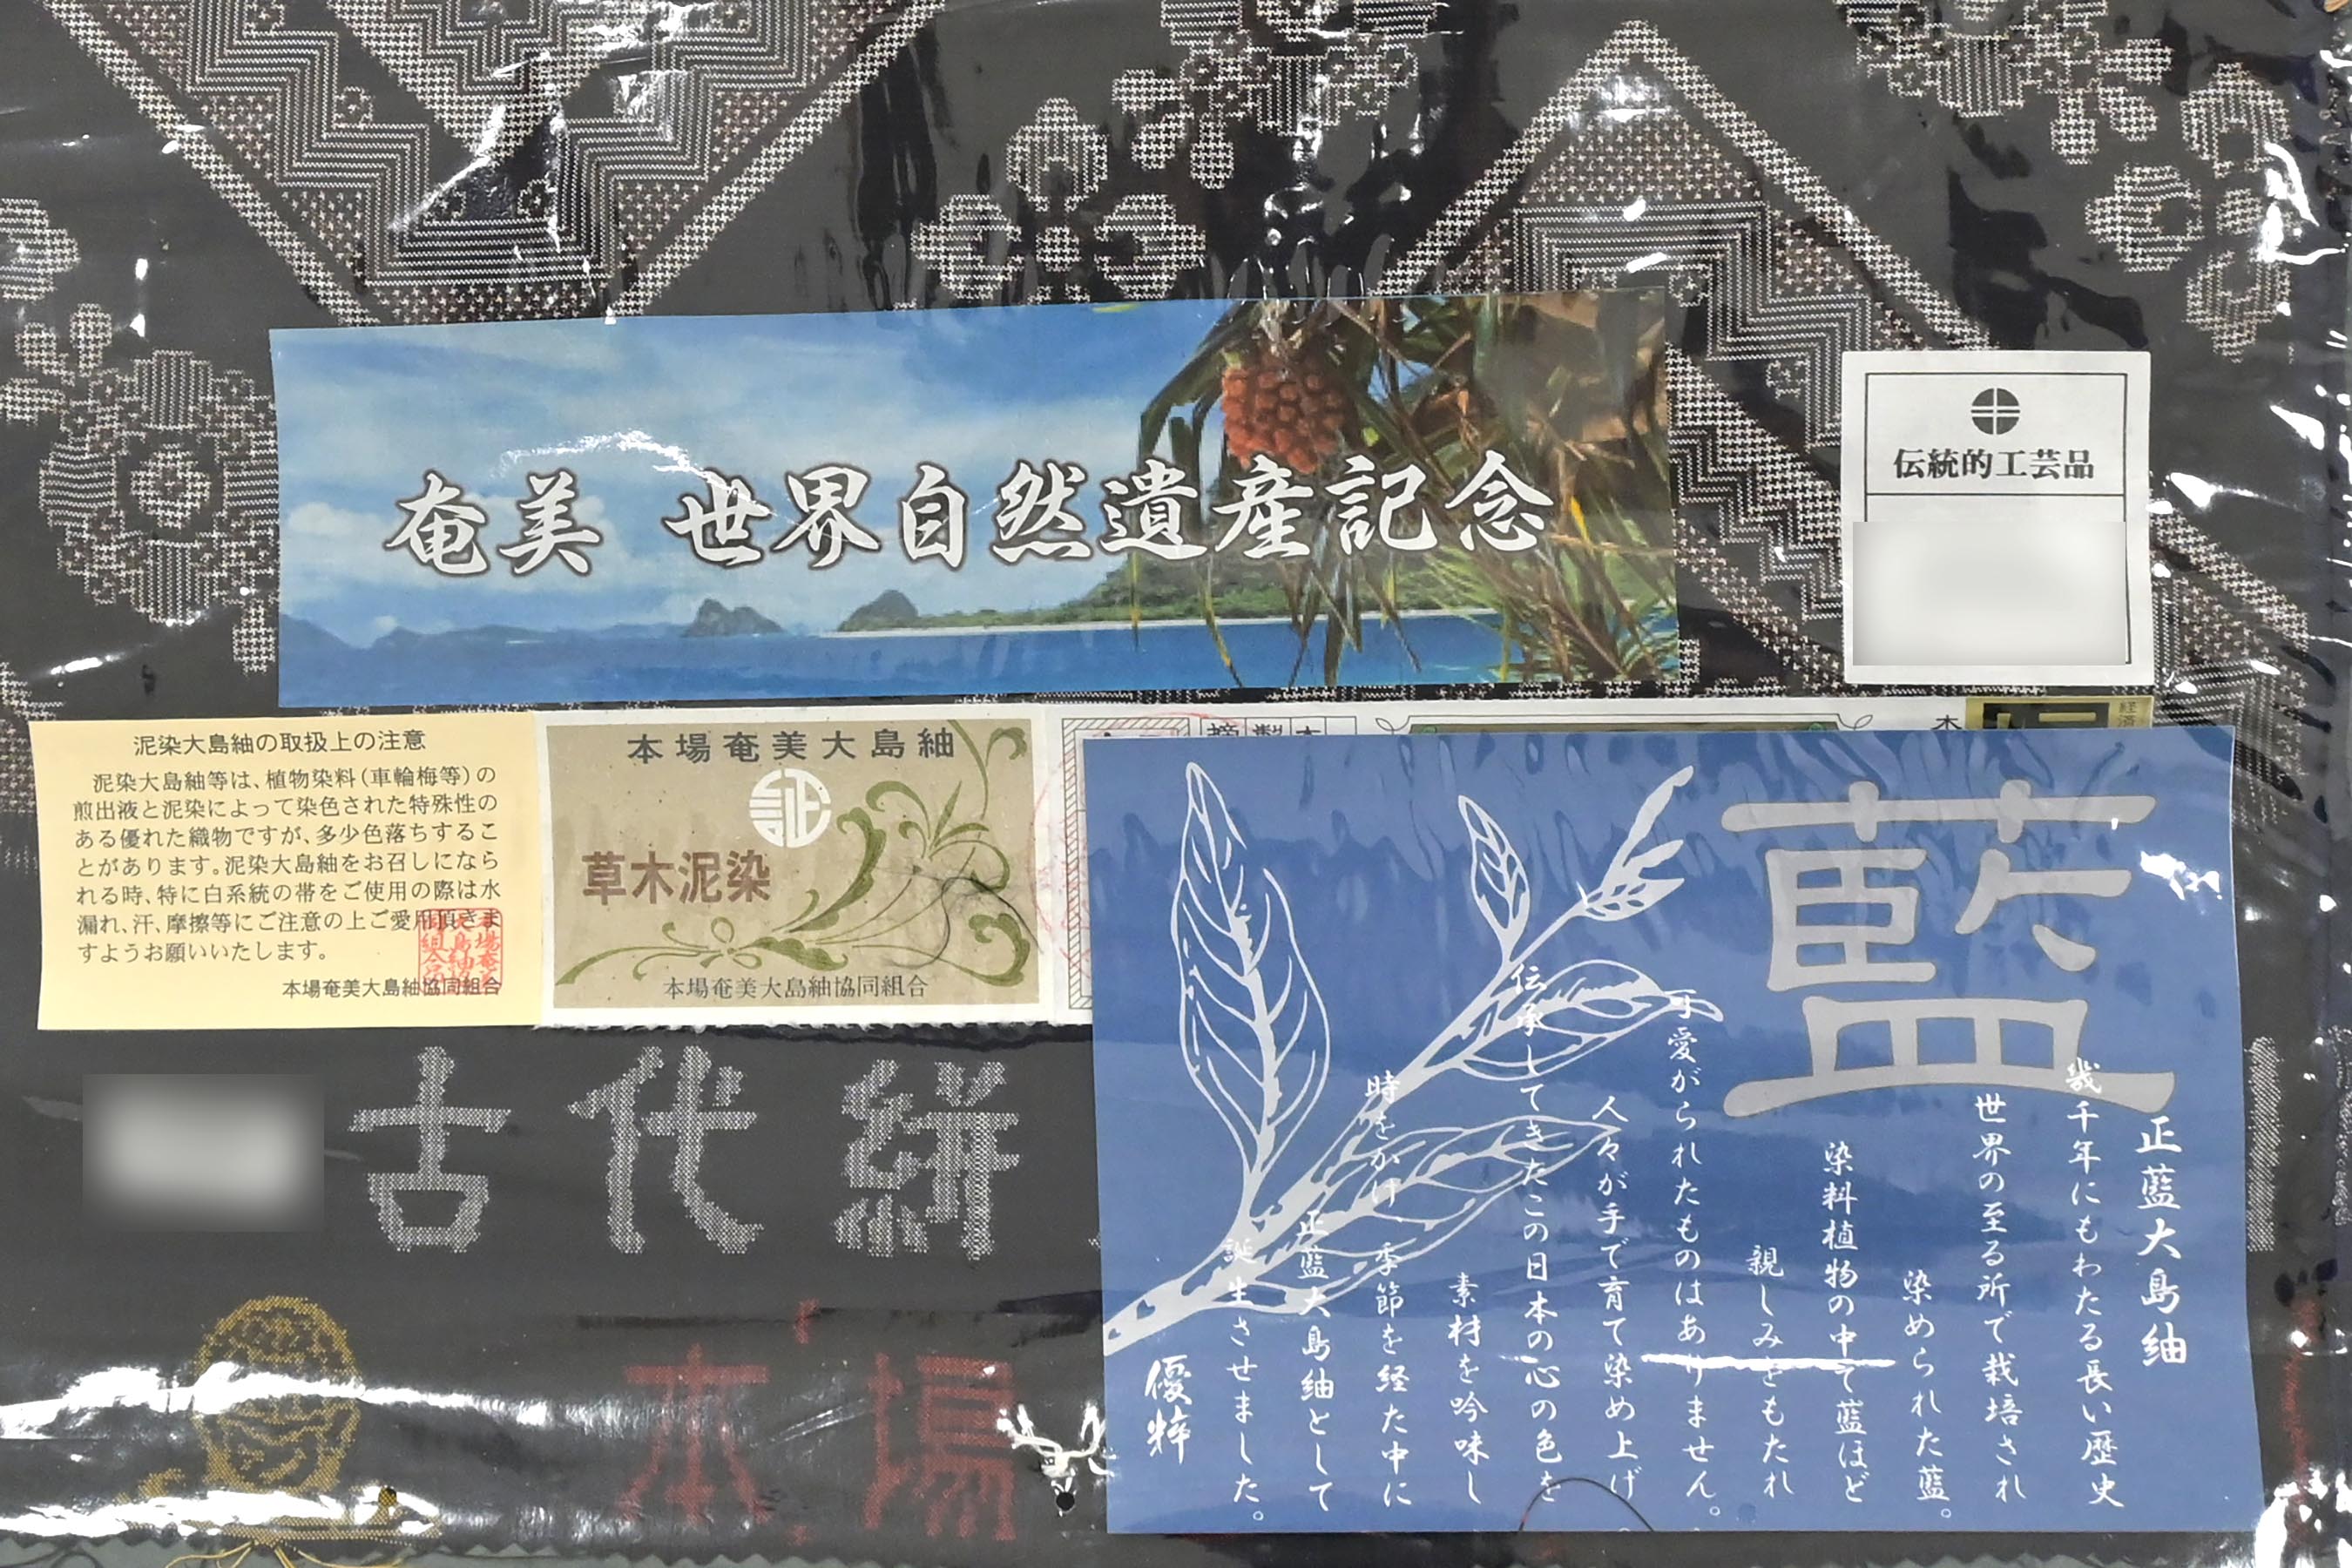 奄美 世界自然遺産記念
伝統的工芸品
泥染大島紬の取扱上の注意
泥染大島紬等は、植物染料(車輪梅等)の
煎出液と泥染によって染色された特殊性の
ある優れた織物ですが、多少色落ちするこ
とがあります。泥染大島紬をお召しになら
れる時、特に白系統の帯をご使用の際は水
漏れ、汗、摩擦等にご注意の上ご愛用頂きま
すようお願いいたします。
本場奄美大島紬協同組合
本場奄美大島紬
証
草木泥染
本場奄美大島紬協同組合
経済
藍
正藍大島紬
幾千年にもわたる長い歴史
世界の至る所で栽培され
染められた藍。
染料植物の中で藍ほど
親しみをもたれ
可愛がられたものはありません。
人々が手で育て染め上げ
伝承してきたこの日本の心の色を
素材を吟味し
時をかけ、季節を経た中に
正藍大島紬として
誕生させました。
優粋
古代絣
本場